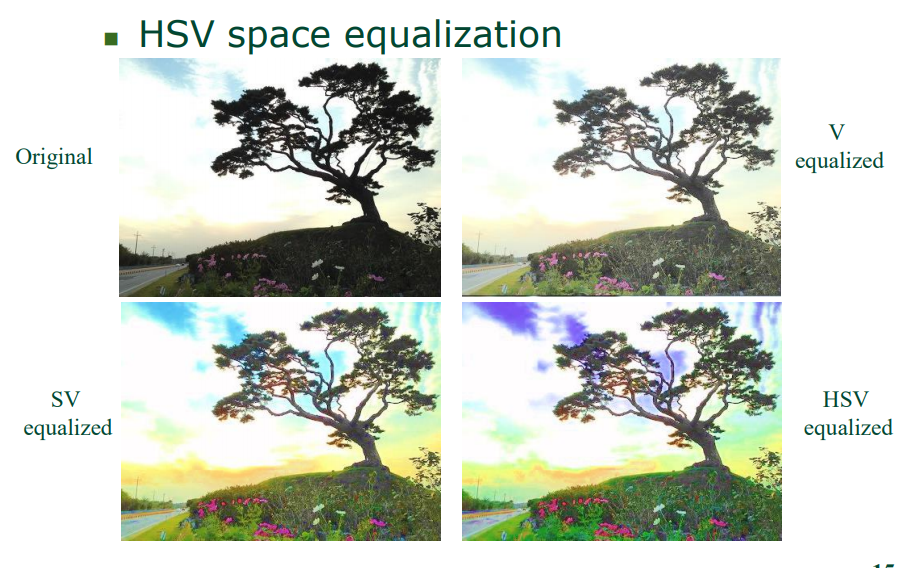 HSV space equalization
Original
V
equalized
SV
equalized
HSV
equalized